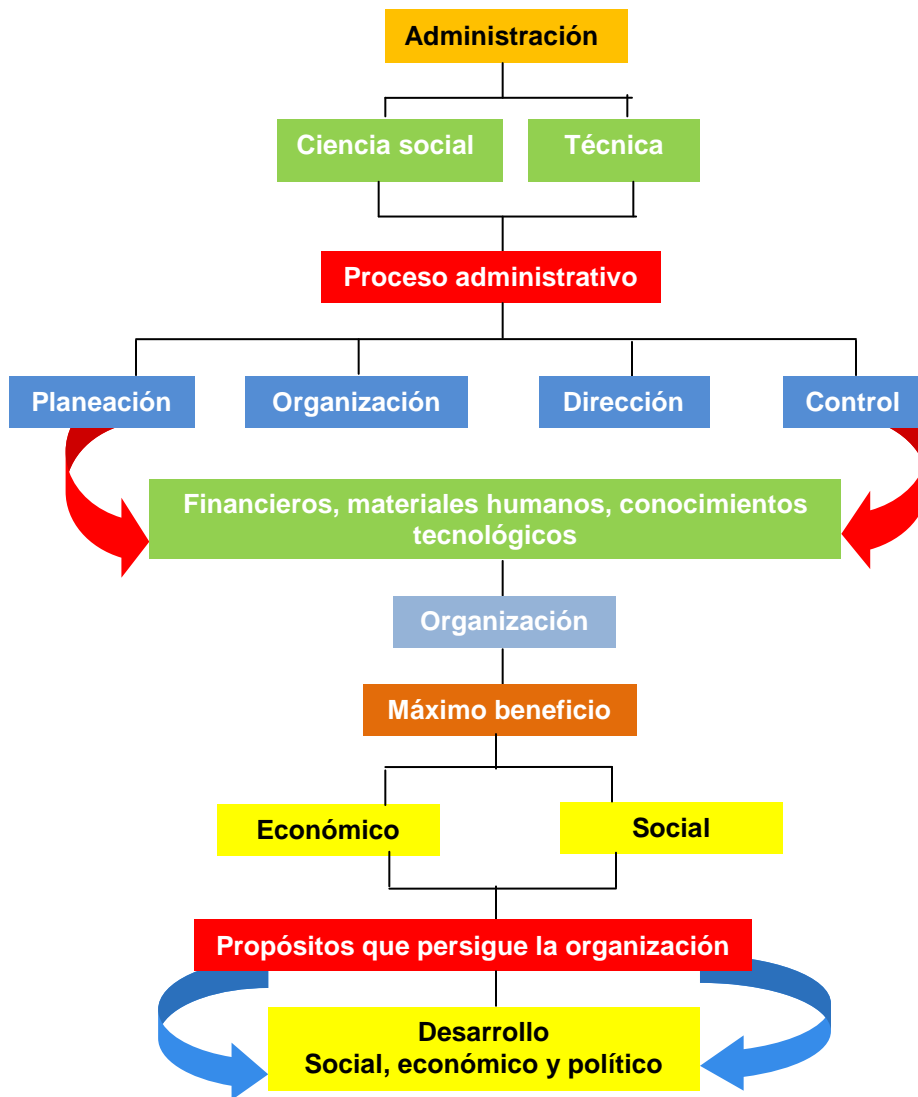 Administración
Ciencia social
Técnica
Proceso administrativo
Planeación
Organización
Dirección
Control
Financieros, materiales humanos, conocimientos
tecnológicos
Organización
Máximo beneficio
Económico
Social
Propósitos que persigue la organización
Desarrollo
Social, económico y político